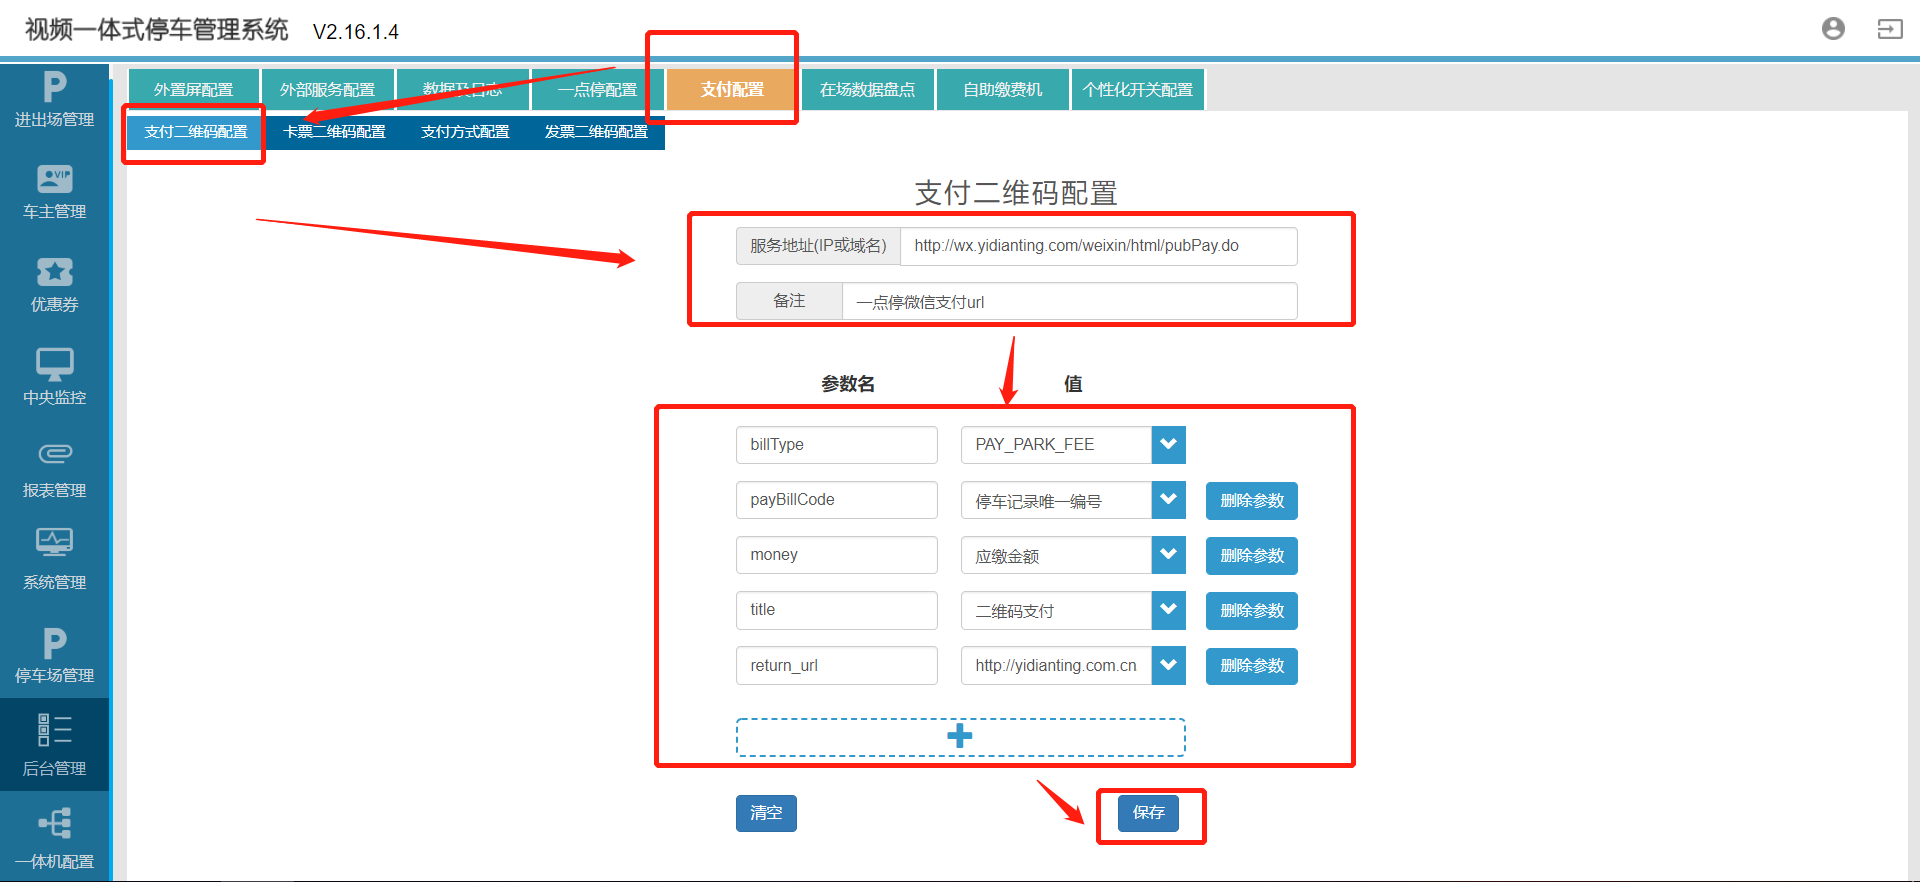 视频一体式停车管理系统 V2.16.1.4
外置屏配置 外部服务配置 数据及日志 一点停配置 支付配置 在场数据盘点 自助缴费机 个性化开关配置
支付二维码配置 卡票二维码配置 支付方式配置 发票二维码配置
进出场管理
车主管理
优惠券
中央监控
报表管理
系统管理
停车场管理
后台管理
一体机配置
支付二维码配置
服务地址(IP或域名) http://wx.yidianting.com/weixin/html/pubPay.do
备注 一点停微信支付url
参数名 值
billType PAY_PARK_FEE
payBillCode 停车记录唯一编号 删除参数
money 应缴金额 删除参数
title 二维码支付 删除参数
return_url http://yidianting.com.cn 删除参数
清空 保存